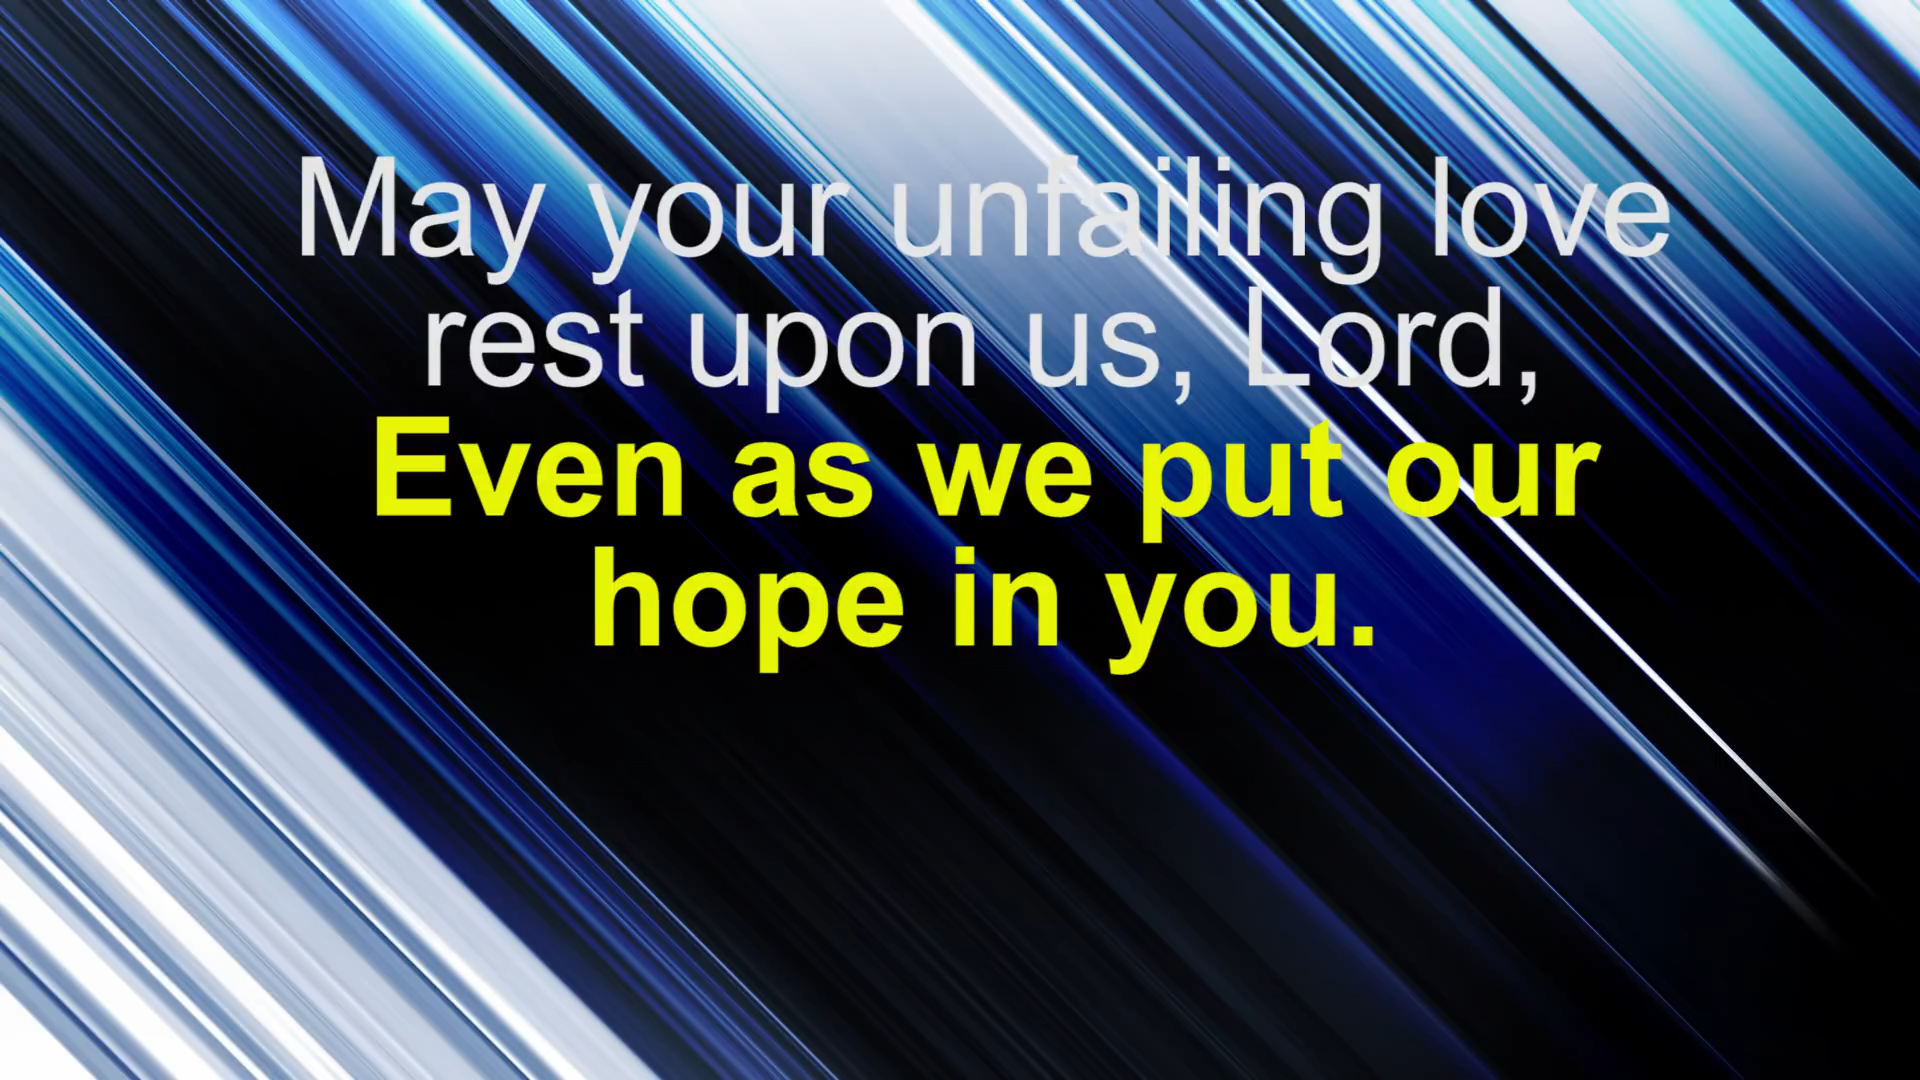 May your unfailing love
rest upon us, Lord,
Even as we put our
hope in you.